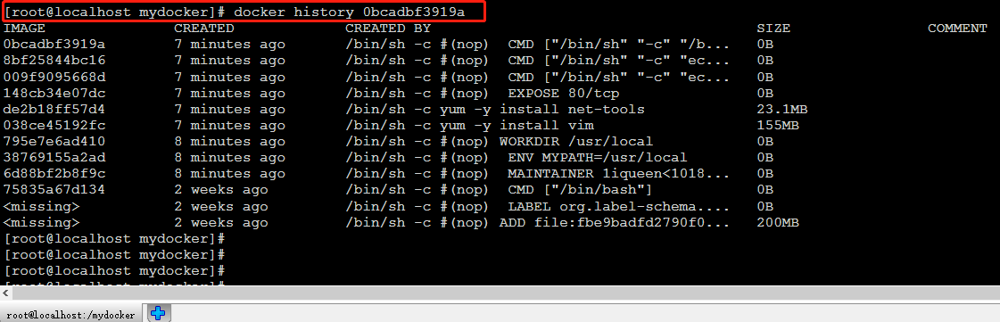 [root@localhost mydocker]# docker history 0bcadbf3919a
IMAGE CREATED CREATED BY SIZE COMMENT
0bcadbf3919a 7 minutes ago /bin/sh -c #(nop) CMD ["/bin/sh" "-c" "/b... 0B
8bf25844bc16 7 minutes ago /bin/sh -c #(nop) CMD ["/bin/sh" "-c" "ec... 0B
009f9095668d 7 minutes ago /bin/sh -c #(nop) CMD ["/bin/sh" "-c" "ec... 0B
148cb34e07dc 7 minutes ago /bin/sh -c #(nop) EXPOSE 80/tcp 0B
de2b18ff57d4 7 minutes ago /bin/sh -c yum -y install net-tools 23.1MB
038ce45192fc 7 minutes ago /bin/sh -c yum -y install vim 155MB
795e7e6ad410 8 minutes ago /bin/sh -c #(nop) WORKDIR /usr/local 0B
38769155a2ad 8 minutes ago /bin/sh -c #(nop) ENV MYPATH=/usr/local 0B
6d88bf2b8f9c 8 minutes ago /bin/sh -c #(nop) MAINTAINER 1iqueen<1018... 0B
75835a67d134 2 weeks ago /bin/sh -c #(nop) CMD ["/bin/bash"] 0B
<missing> 2 weeks ago /bin/sh -c #(nop) LABEL org.label-schema.... 0B
<missing> 2 weeks ago /bin/sh -c #(nop) ADD file:fbe9badfd2790f0... 200MB
[root@localhost mydocker]#
[root@localhost mydocker]#
[root@localhost mydocker]#
[root@localhost mydocker]#
root@localhost:/mydocker